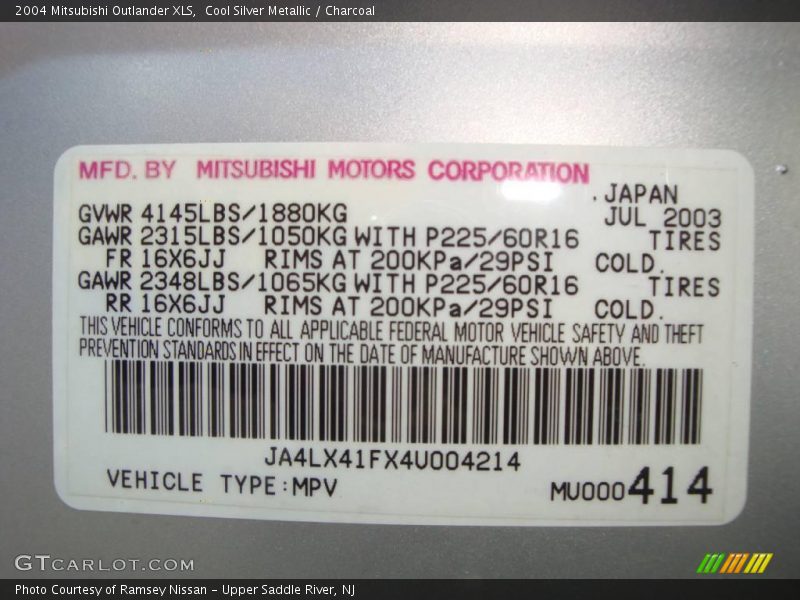 2004 Mitsubishi Outlander XLS,  Cool Silver Metallic / Charcoal
MFD. BY MITSUBISHI MOTORS CORPORATION
.JAPAN
GVWR 4145LBS/1880KG JUL 2003
GAWR 2315LBS/1050KG WITH P225/60R16 TIRES
FR 16X6JJ RIMS AT 200KPa/29PSI COLD.
GAWR 2348LBS/1065KG WITH P225/60R16 TIRES
RR 16X6JJ RIMS AT 200KPa/29PSI COLD.
THIS VEHICLE CONFORMS TO ALL APPLICABLE FEDERAL MOTOR VEHICLE SAFETY AND THEFT
PREVENTION STANDARDS IN EFFECT ON THE DATE OF MANUFACTURE SHOWN ABOVE.
JA4LX41FX4U004214
VEHICLE TYPE:MPV MU000414
GTCARLOT.COM
Photo Courtesy of Ramsey Nissan - Upper Saddle River, NJ